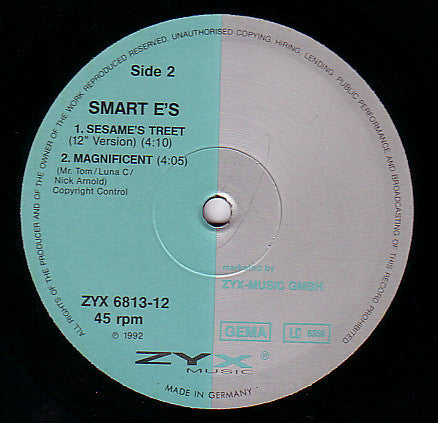 ALL RIGHTS OF THE PRODUCER AND OF THE OWNER OF THE WORK REPRODUCED RESERVED. UNAUTHORISED COPYING, HIRING, LENDING, PUBLIC PERFORMANCE AND BROADCASTING OF THIS RECORD PROHIBITED
Side 2
SMART E'S
1. SESAME'S TREET
(12" Version) (4:10)
2. MAGNIFICENT (4:05)
(Mr. Tom/Luna C/
Nick Arnold)
Copyright Control
marketed by
ZYX-MUSIC GMBH
ZYX 6813-12
45 rpm
℗ 1992
GEMA
LC
ZYX ®
MUSIC
· MADE IN GERMANY ·